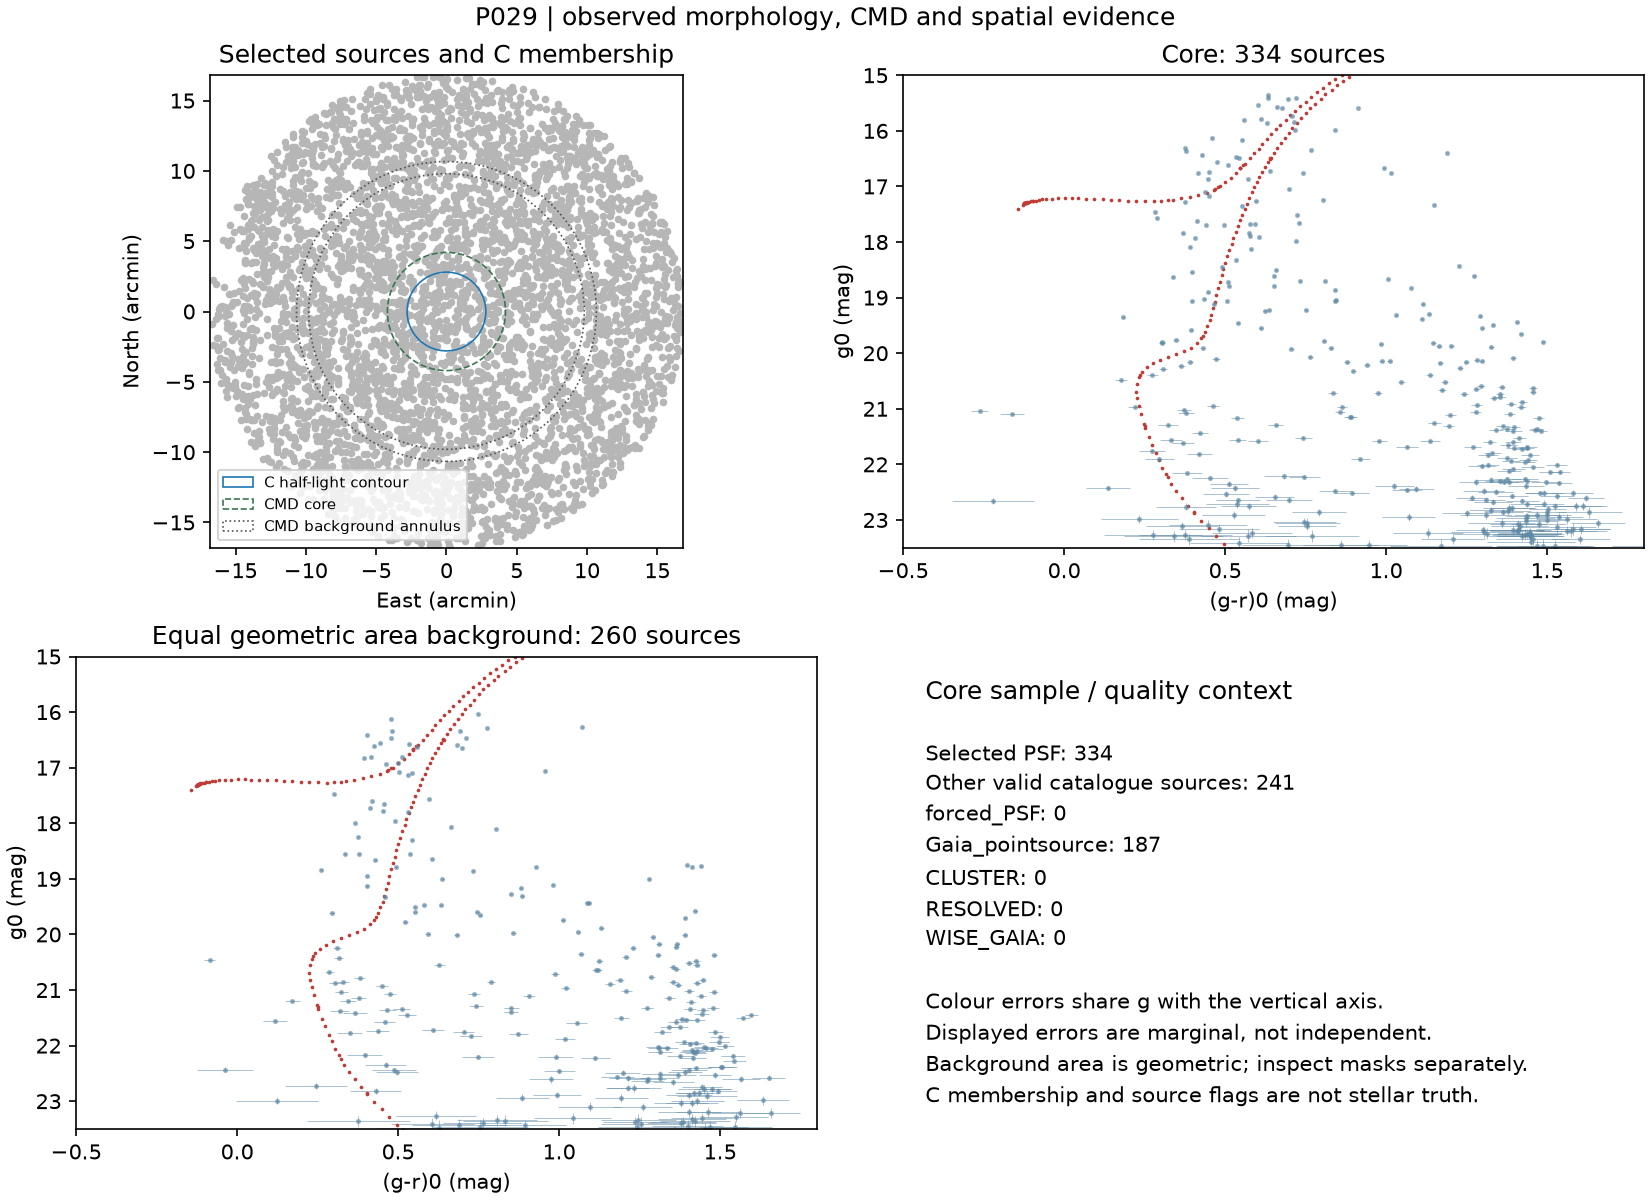 P029 | observed morphology, CMD and spatial evidence
Selected sources and C membership
15
10
5
0
−5
−10
−15
North (arcmin)
C half-light contour
CMD core
CMD background annulus
−15
−10
−5
0
5
10
15
East (arcmin)
Core: 334 sources
15
16
17
18
19
20
21
22
23
g0 (mag)
−0.5
0.0
0.5
1.0
1.5
(g-r)0 (mag)
Equal geometric area background: 260 sources
15
16
17
18
19
20
21
22
23
g0 (mag)
−0.5
0.0
0.5
1.0
1.5
(g-r)0 (mag)
Core sample / quality context
Selected PSF: 334
Other valid catalogue sources: 241
forced_PSF: 0
Gaia_pointsource: 187
CLUSTER: 0
RESOLVED: 0
WISE_GAIA: 0
Colour errors share g with the vertical axis.
Displayed errors are marginal, not independent.
Background area is geometric; inspect masks separately.
C membership and source flags are not stellar truth.